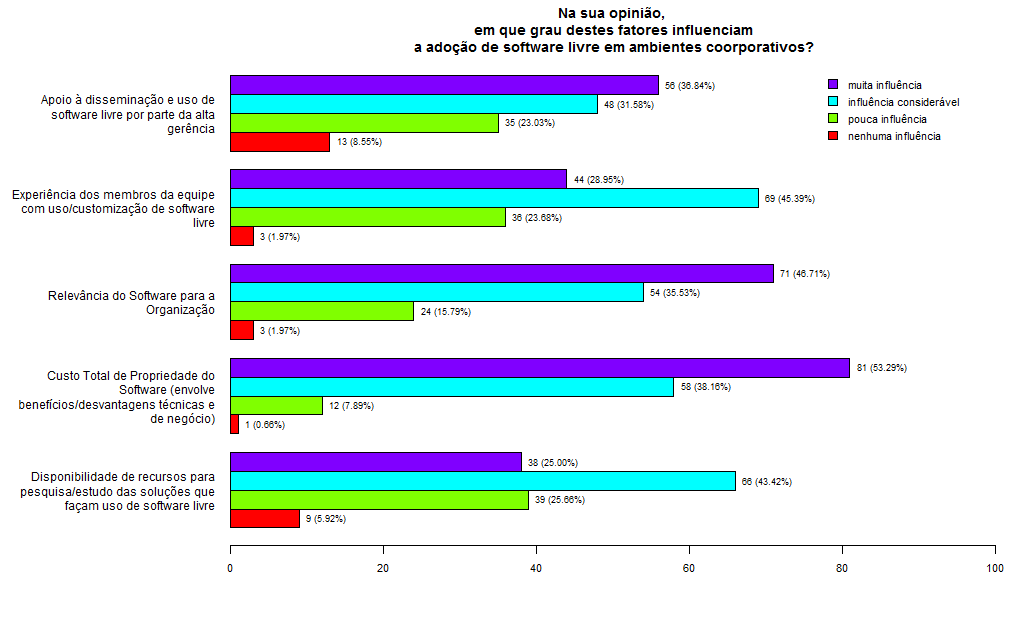 Na sua opinião,
em que grau destes fatores influenciam
a adoção de software livre em ambientes coorporativos?
muita influência
influência considerável
pouca influência
nenhuma influência
Apoio à disseminação e uso de
software livre por parte da alta
gerência
56 (36.84%)
48 (31.58%)
35 (23.03%)
13 (8.55%)
Experiência dos membros da equipe
com uso/customização de software
livre
44 (28.95%)
69 (45.39%)
36 (23.68%)
3 (1.97%)
Relevância do Software para a
Organização
71 (46.71%)
54 (35.53%)
24 (15.79%)
3 (1.97%)
Custo Total de Propriedade do
Software (envolve
benefícios/desvantagens técnicas e
de negócio)
81 (53.29%)
58 (38.16%)
12 (7.89%)
1 (0.66%)
Disponibilidade de recursos para
pesquisa/estudo das soluções que
façam uso de software livre
38 (25.00%)
66 (43.42%)
39 (25.66%)
9 (5.92%)
0 20 40 60 80 100